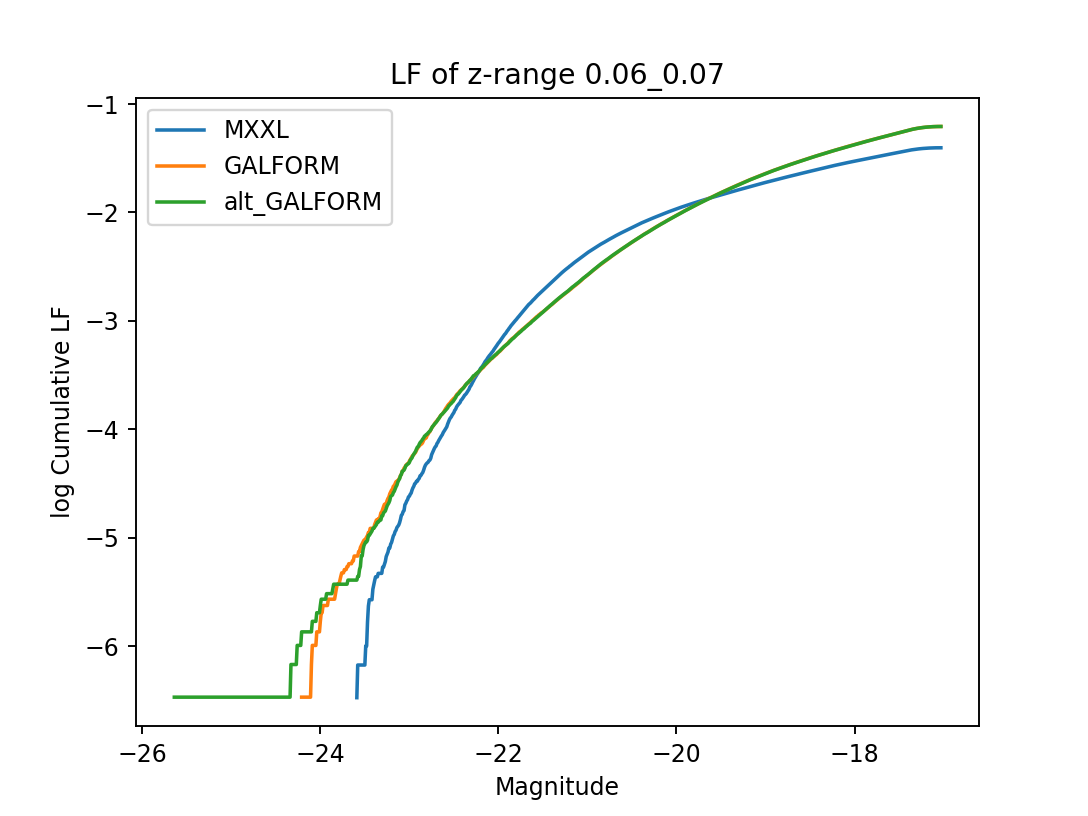 LF of z-range 0.06_0.07
MXXL
GALFORM
alt_GALFORM
−1
−2
−3
−4
−5
−6
log Cumulative LF
−26
−24
−22
−20
−18
Magnitude